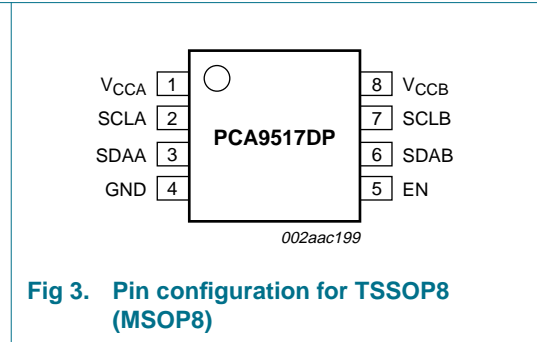 VCCA 1 8 VCCB
SCLA 2 7 SCLB
PCA9517DP
SDAA 3 6 SDAB
GND 4 5 EN
002aac199
Fig 3. Pin configuration for TSSOP8
(MSOP8)